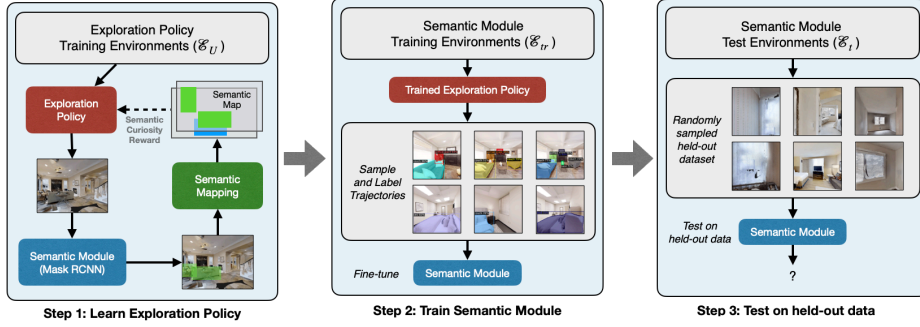 Exploration Policy
Training Environments (ℰ_U)
Exploration
Policy
Semantic
Map
Semantic
Curiosity
Reward
Semantic
Mapping
Semantic Module
(Mask RCNN)
Step 1: Learn Exploration Policy
Semantic Module
Training Environments (ℰ_tr)
Trained Exploration Policy
Sample
and Label
Trajectories
Fine-tune
Semantic Module
Step 2: Train Semantic Module
Semantic Module
Test Environments (ℰ_t)
Randomly
sampled
held-out
dataset
Test on
held-out data
Semantic Module
?
Step 3: Test on held-out data